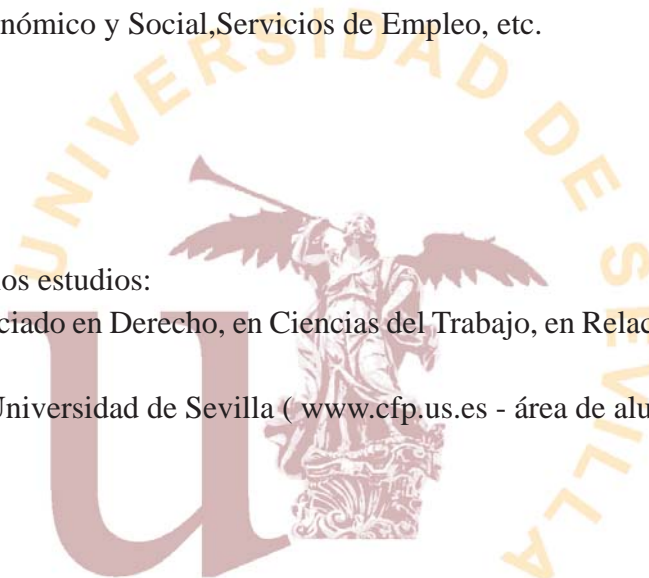 nómico y Social,Servicios de Empleo, etc.
UNIVERSIDAD DE SEVILLA
os estudios:
ciado en Derecho, en Ciencias del Trabajo, en Relac
Universidad de Sevilla ( www.cfp.us.es - área de alu
u